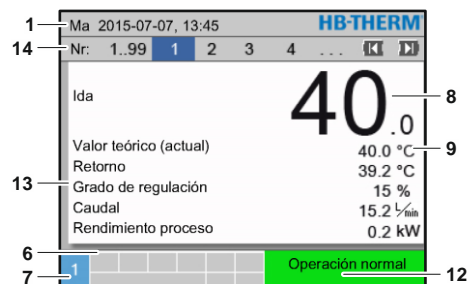 1 Ma 2015-07-07, 13:45 HB-THERM
14 Nr: 1..99 1 2 3 4 ...
Ida 40.0 8
Valor teórico (actual) 40.0 °C 9
Retorno 39.2 °C
13 Grado de regulación 15 %
Caudal 15.2 L/min
Rendimiento proceso 0.2 kW
6
7 1 Operación normal 12